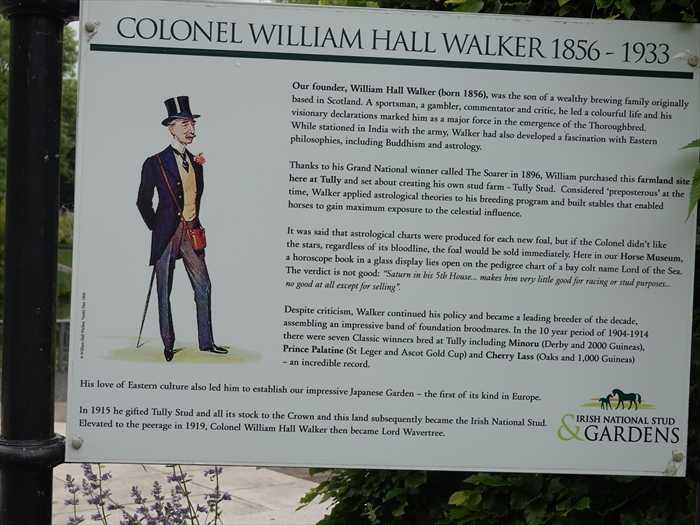 COLONEL WILLIAM HALL WALKER 1856 - 1933
Our founder, William Hall Walker (born 1856), was the son of a wealthy brewing family originally
based in Scotland. A sportsman, a gambler, commentator and critic, he led a colourful life and his
visionary declarations marked him as a major force in the emergence of the Thoroughbred.
While stationed in India with the army, Walker had also developed a fascination with Eastern
philosophies, including Buddhism and astrology.
Thanks to his Grand National winner called The Soarer in 1896, William purchased this farmland site
here at Tully and set about creating his own stud farm - Tully Stud. Considered 'preposterous' at the
time, Walker applied astrological theories to his breeding program and built stables that enabled
horses to gain maximum exposure to the celestial influence.
It was said that astrological charts were produced for each new foal, but if the Colonel didn't like
the stars, regardless of its bloodline, the foal would be sold immediately. Here in our Horse Museum,
a horoscope book in a glass display lies open on the pedigree chart of a bay colt name Lord of the Sea.
The verdict is not good: "Saturn in his 5th House... makes him very little good for racing or stud purposes..
no good at all except for selling".
Despite criticism, Walker continued his policy and became a leading breeder of the decade,
assembling an impressive band of foundation broodmares. In the 10 year period of 1904-1914
there were seven Classic winners bred at Tully including Minoru (Derby and 2000 Guineas),
Prince Palatine (St Leger and Ascot Gold Cup) and Cherry Lass (Oaks and 1,000 Guineas)
– an incredible record.
His love of Eastern culture also led him to establish our impressive Japanese Garden – the first of its kind in Europe.
In 1915 he gifted Tully Stud and all its stock to the Crown and this land subsequently became the Irish National Stud.
Elevated to the peerage in 1919, Colonel William Hall Walker then became Lord Wavertree.
IRISH NATIONAL STUD
& GARDENS